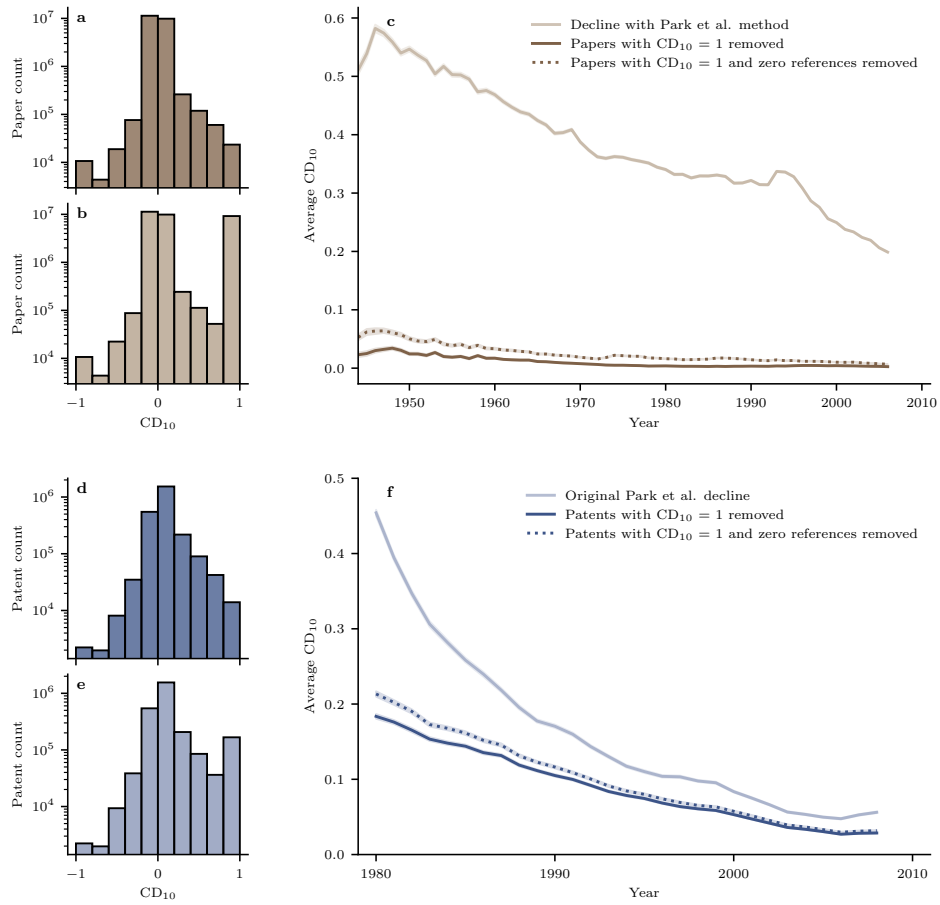 a
10⁷
10⁶
10⁵
10⁴
Paper count
b
10⁷
10⁶
10⁵
10⁴
Paper count
−1
0
1
CD₁₀
c
Decline with Park et al. method
Papers with CD₁₀ = 1 removed
Papers with CD₁₀ = 1 and zero references removed
0.6
0.5
0.4
0.3
0.2
0.1
0.0
Average CD₁₀
1950
1960
1970
1980
1990
2000
2010
Year
d
10⁶
10⁵
10⁴
Patent count
e
10⁶
10⁵
10⁴
Patent count
−1
0
1
CD₁₀
f
Original Park et al. decline
Patents with CD₁₀ = 1 removed
Patents with CD₁₀ = 1 and zero references removed
0.5
0.4
0.3
0.2
0.1
0.0
Average CD₁₀
1980
1990
2000
2010
Year